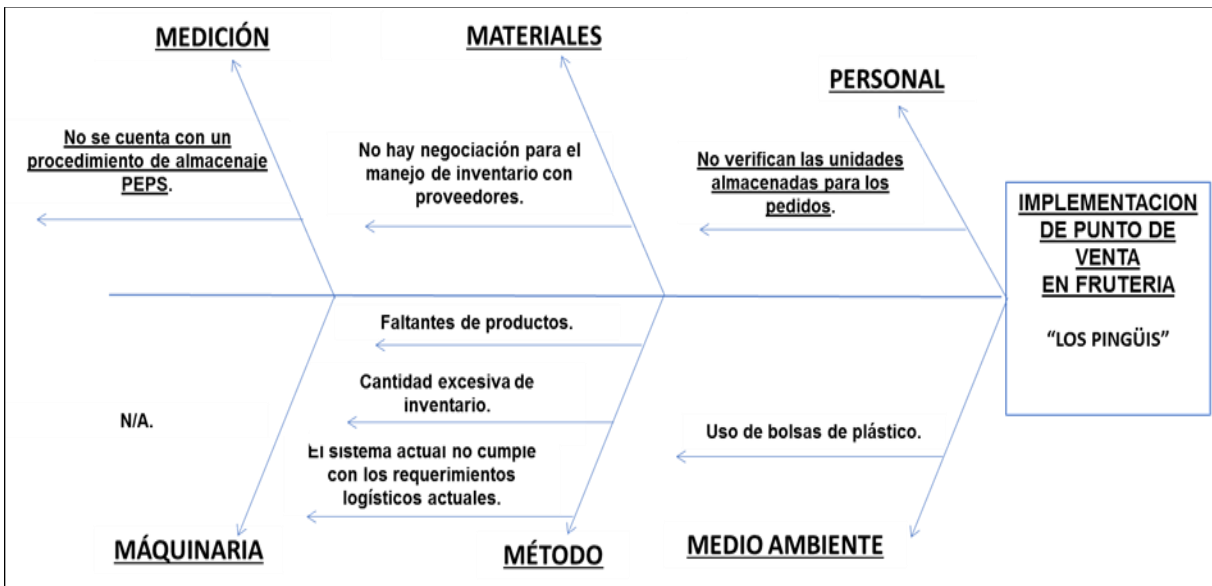 MEDICIÓN
No se cuenta con un
procedimiento de almacenaje
PEPS.
MATERIALES
No hay negociación para el
manejo de inventario con
proveedores.
PERSONAL
No verifican las unidades
almacenadas para los
pedidos.
IMPLEMENTACION
DE PUNTO DE
VENTA
EN FRUTERIA
“LOS PINGÜIS”
N/A.
MÁQUINARIA
Faltantes de productos.
Cantidad excesiva de
inventario.
El sistema actual no cumple
con los requerimientos
logísticos actuales.
MÉTODO
Uso de bolsas de plástico.
MEDIO AMBIENTE